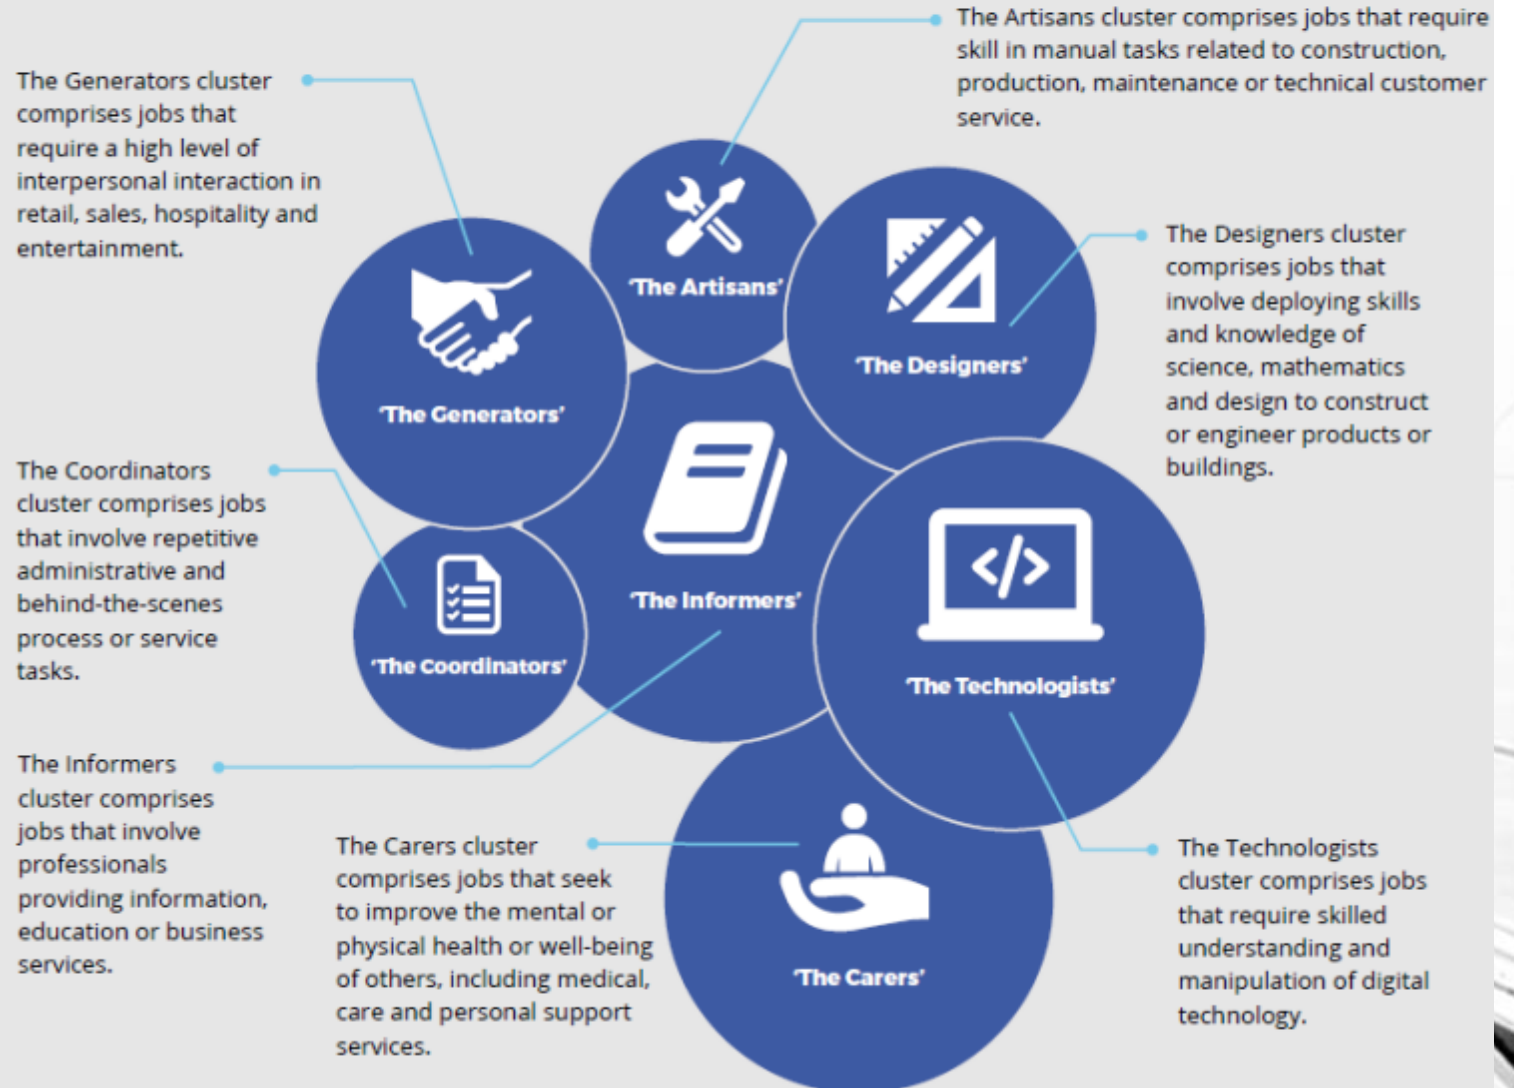 The Artisans cluster comprises jobs that require
skill in manual tasks related to construction,
production, maintenance or technical customer
service.
The Generators cluster
comprises jobs that
require a high level of
interpersonal interaction in
retail, sales, hospitality and
entertainment.
'The Artisans'
The Designers cluster
comprises jobs that
involve deploying skills
and knowledge of
science, mathematics
and design to construct
or engineer products or
buildings.
'The Designers'
'The Generators'
The Coordinators
cluster comprises jobs
that involve repetitive
administrative and
behind-the-scenes
process or service
tasks.
</>
'The Informers'
'The Coordinators'
'The Technologists'
The Informers
cluster comprises
jobs that involve
professionals
providing information,
education or business
services.
The Carers cluster
comprises jobs that seek
to improve the mental or
physical health or well-being
of others, including medical,
care and personal support
services.
'The Carers'
The Technologists
cluster comprises jobs
that require skilled
understanding and
manipulation of digital
technology.